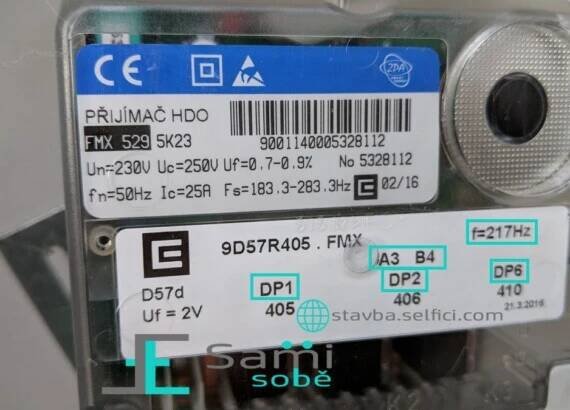 CE
ZPA
PŘIJÍMAČ HDO
FMX 529 5K23
9001140005328112
Un=230V Uc=250V Uf=0.7-0.9% No 5328112
fn=50Hz Ic=25A Fs=183.3-283.3Hz 02/16
9D57R405 . FMX
f=217Hz
A3 B4
D57d DP1 DP2 DP6
Uf = 2V 405 406 410
21.3.2016
stavba.selfici.com
Sami
sobě